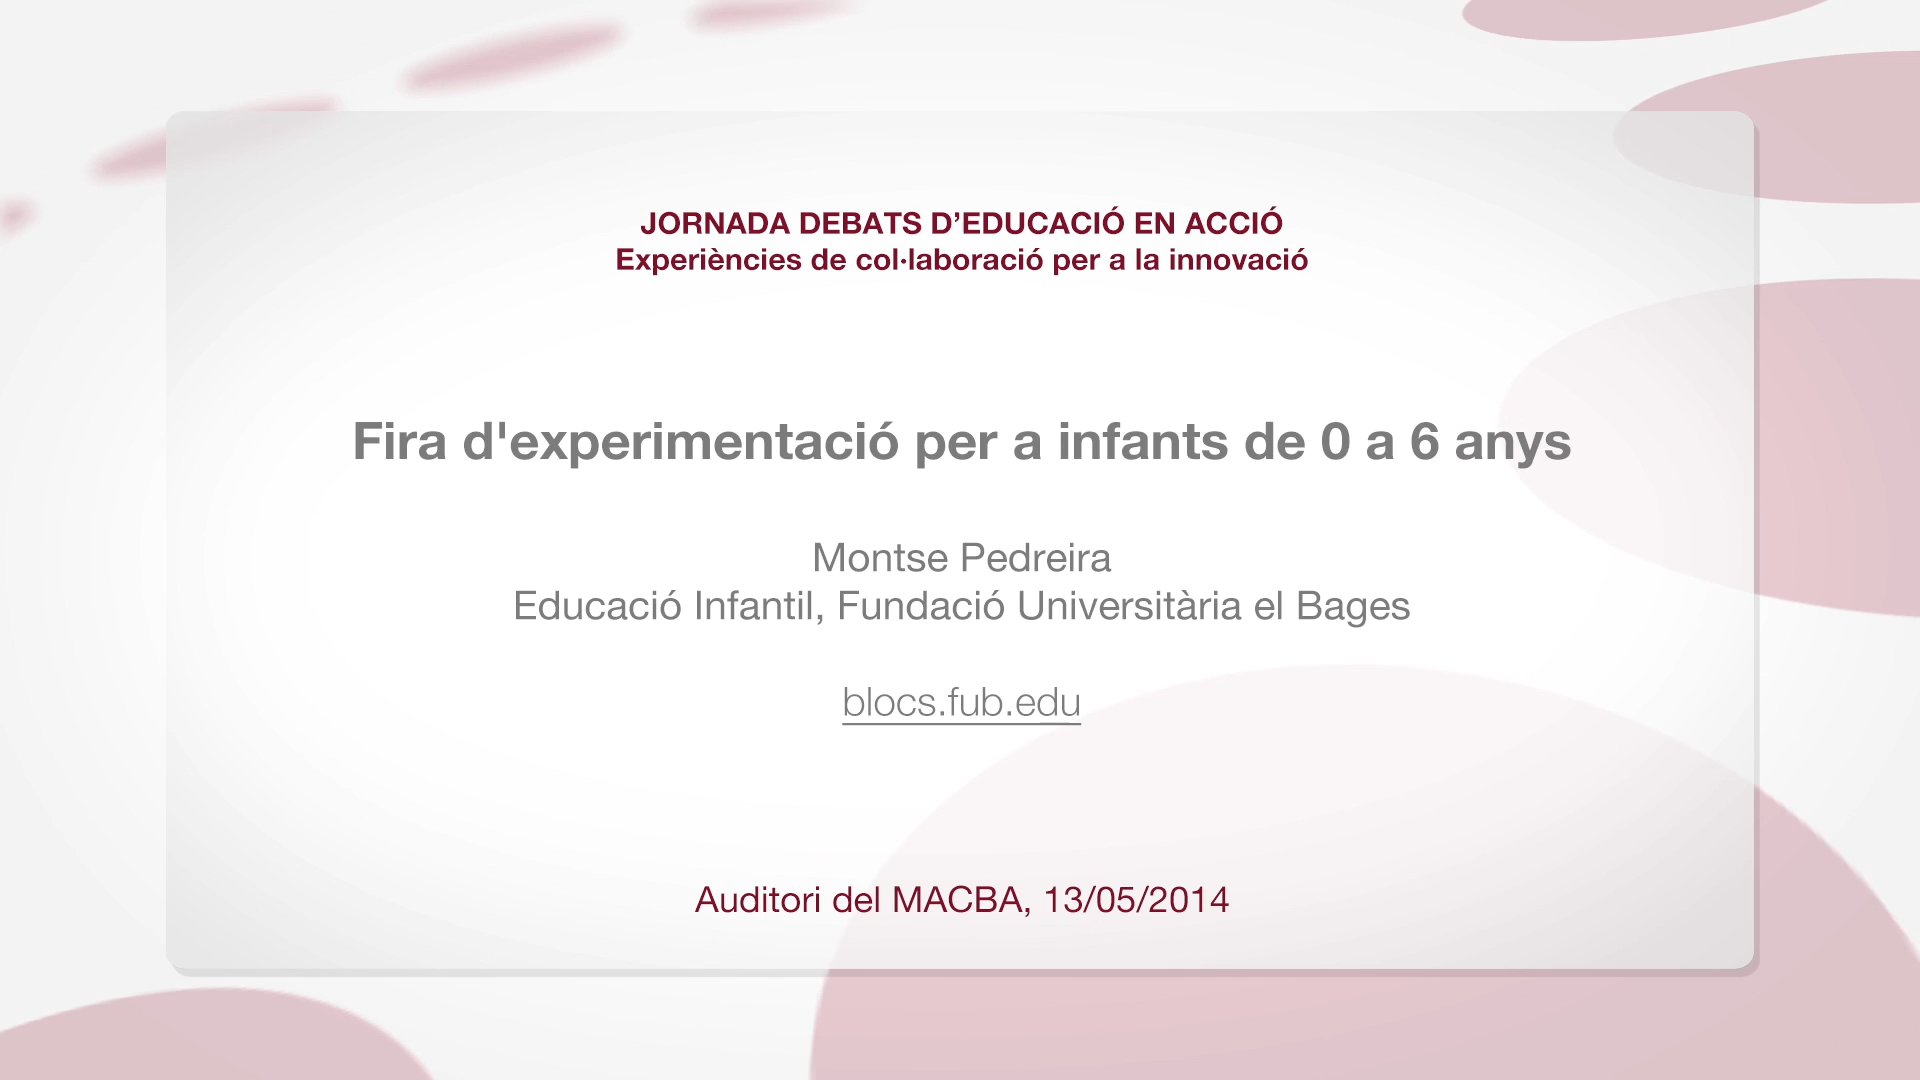 JORNADA DEBATS D’EDUCACIÓ EN ACCIÓ
Experiències de col·laboració per a la innovació
Fira d'experimentació per a infants de 0 a 6 anys
Montse Pedreira
Educació Infantil, Fundació Universitària el Bages
blocs.fub.edu
Auditori del MACBA, 13/05/2014